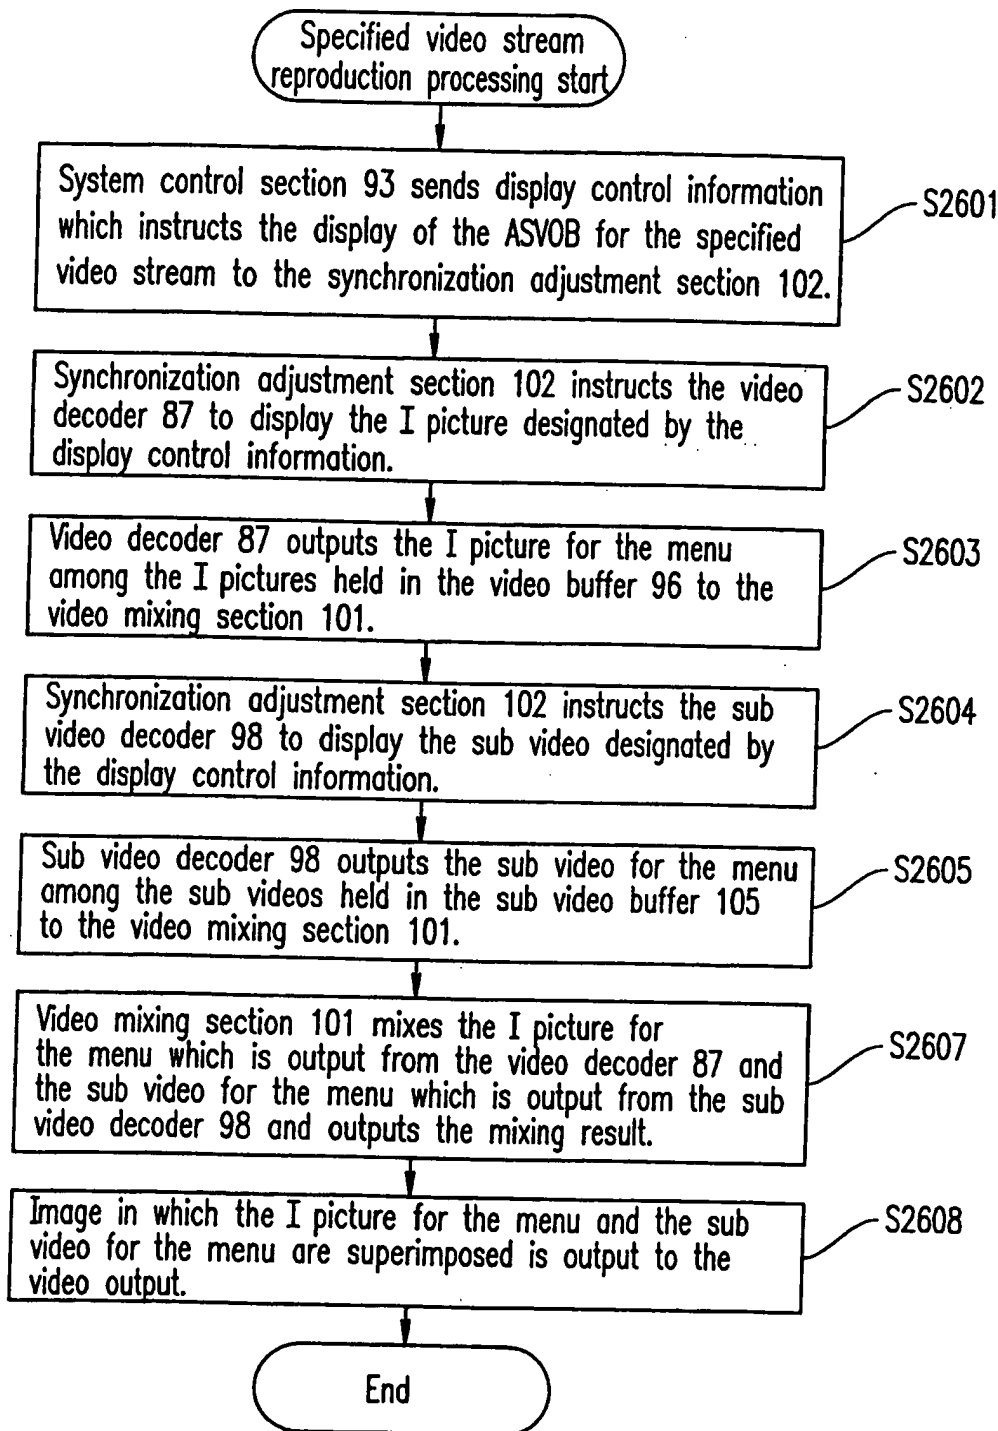 Specified video stream
reproduction processing start
System control section 93 sends display control information
which instructs the display of the ASVOB for the specified
video stream to the synchronization adjustment section 102.
S2601
Synchronization adjustment section 102 instructs the video
decoder 87 to display the I picture designated by the
display control information.
S2602
Video decoder 87 outputs the I picture for the menu
among the I pictures held in the video buffer 96 to the
video mixing section 101.
S2603
Synchronization adjustment section 102 instructs the sub
video decoder 98 to display the sub video designated by
the display control information.
S2604
Sub video decoder 98 outputs the sub video for the menu
among the sub videos held in the sub video buffer 105
to the video mixing section 101.
S2605
Video mixing section 101 mixes the I picture for
the menu which is output from the video decoder 87 and
the sub video for the menu which is output from the sub
video decoder 98 and outputs the mixing result.
S2607
Image in which the I picture for the menu and the sub
video for the menu are superimposed is output to the
video output.
S2608
End